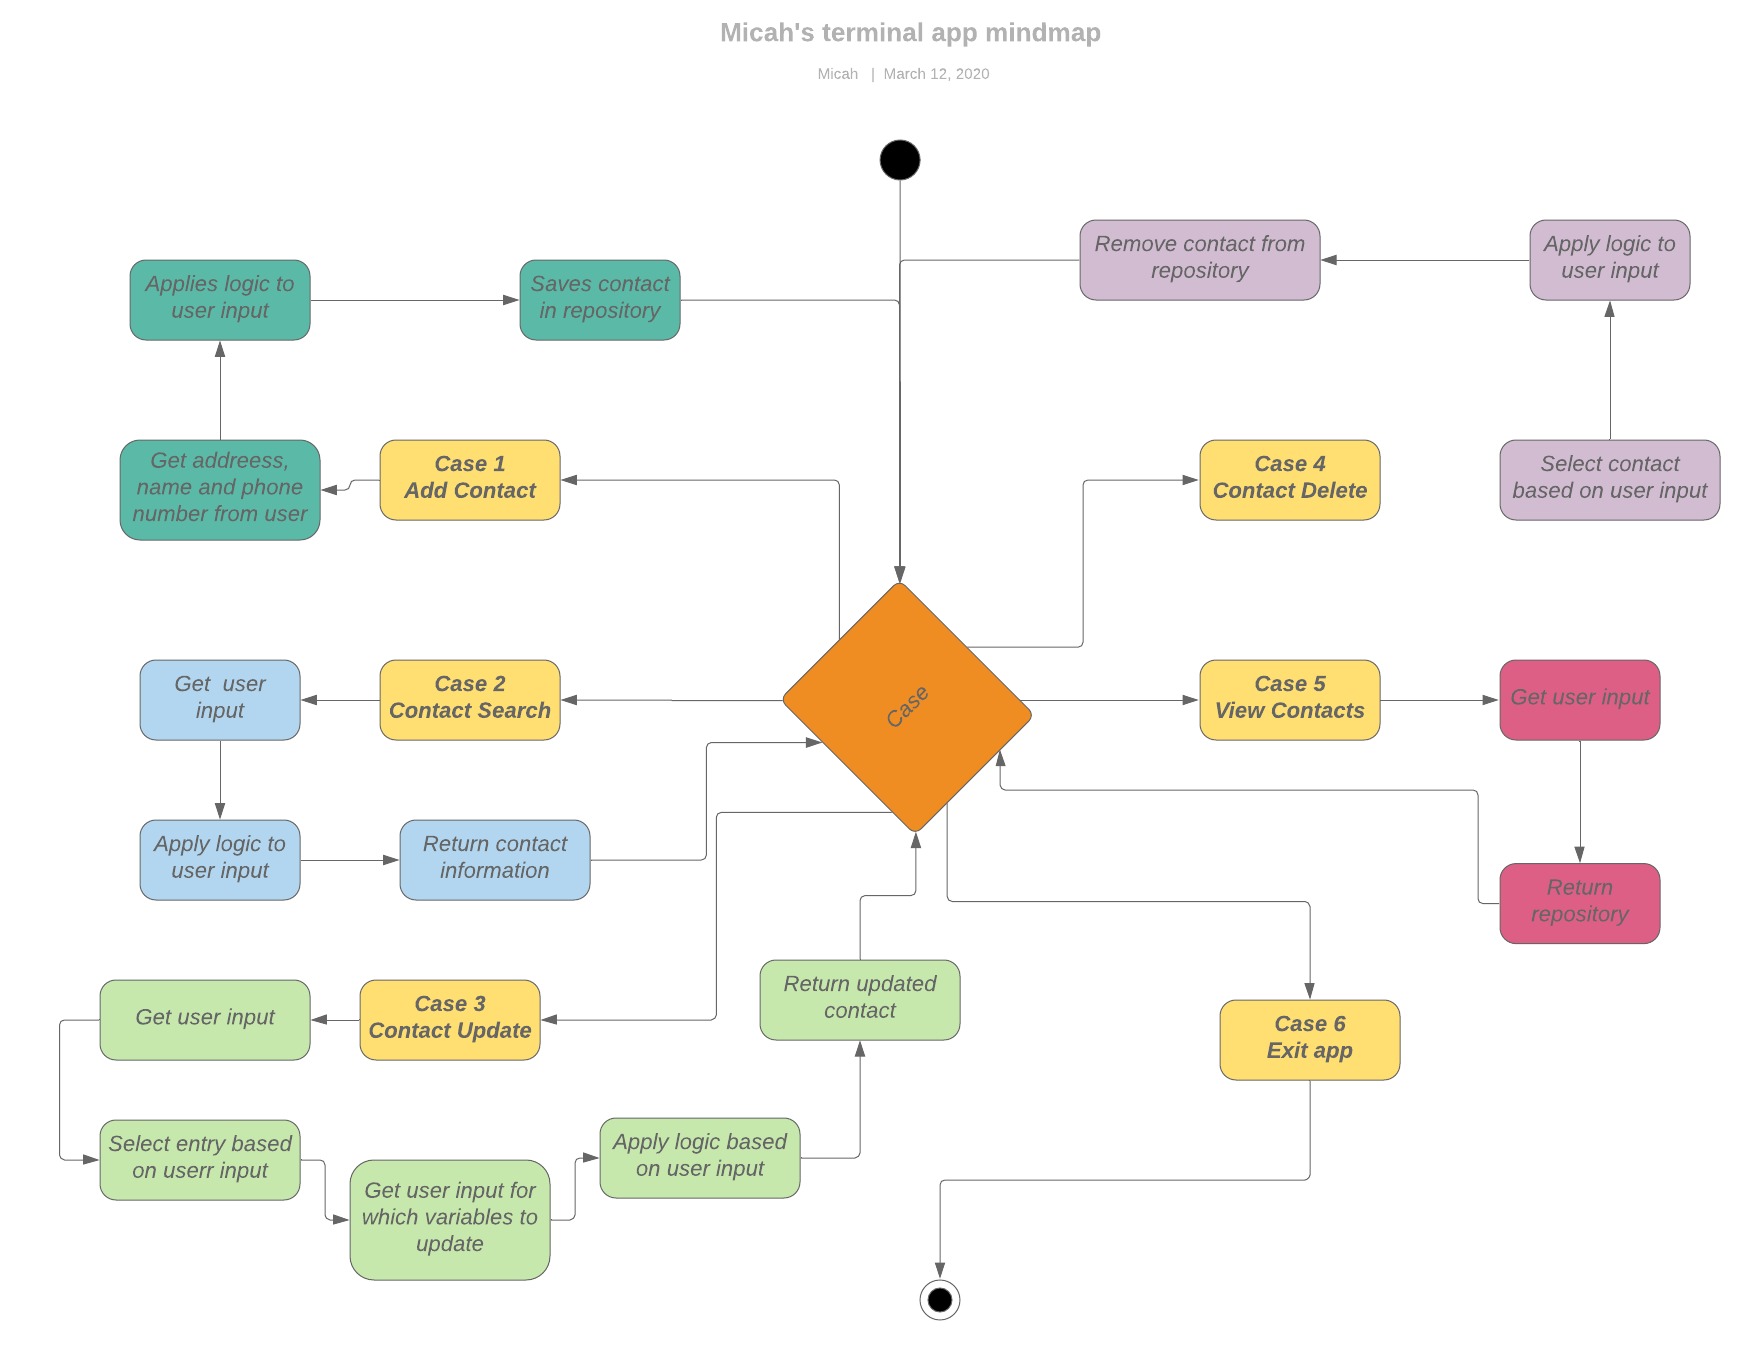 Micah's terminal app mindmap
Micah | March 12, 2020
Remove contact from
repository
Apply logic to
user input
Applies logic to
user input
Saves contact
in repository
Get addreess,
name and phone
number from user
Case 1
Add Contact
Case 4
Contact Delete
Select contact
based on user input
Get user
input
Case 2
Contact Search
Case
Case 5
View Contacts
Get user input
Apply logic to
user input
Return contact
information
Return
repository
Get user input
Case 3
Contact Update
Return updated
contact
Case 6
Exit app
Select entry based
on userr input
Get user input for
which variables to
update
Apply logic based
on user input